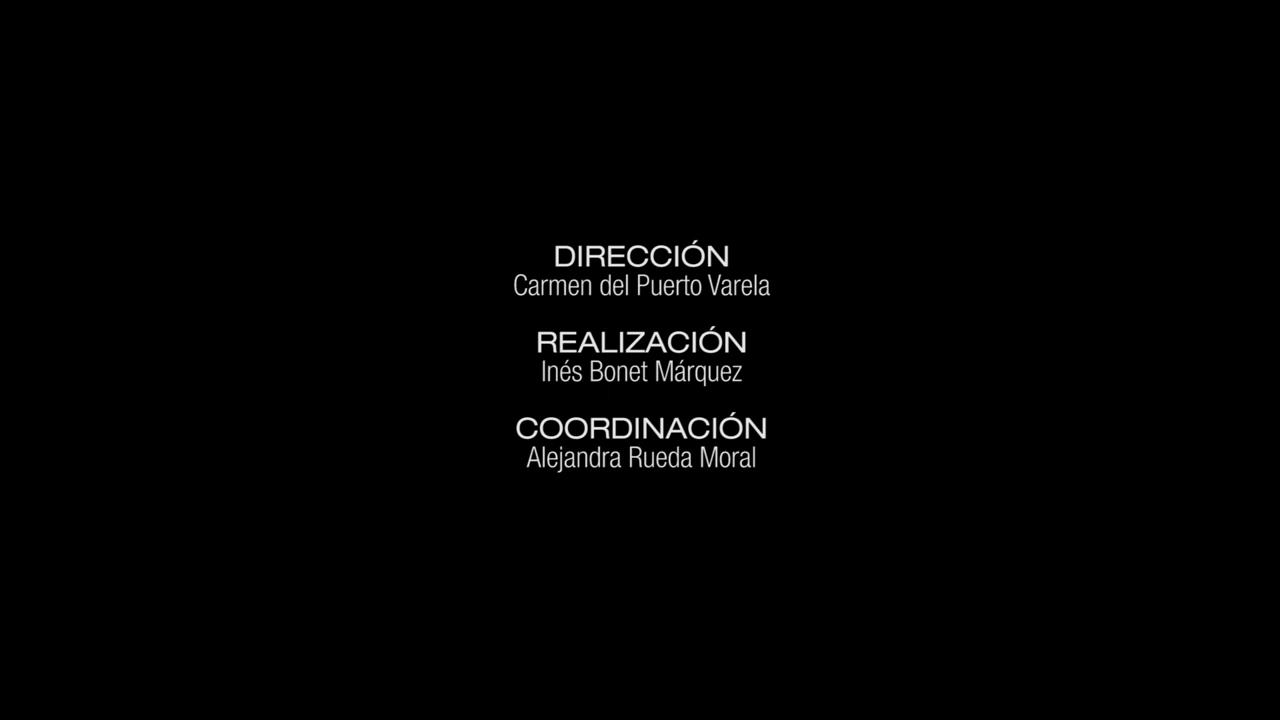 DIRECCIÓN
Carmen del Puerto Varela
REALIZACIÓN
Inés Bonet Márquez
COORDINACIÓN
Alejandra Rueda Moral